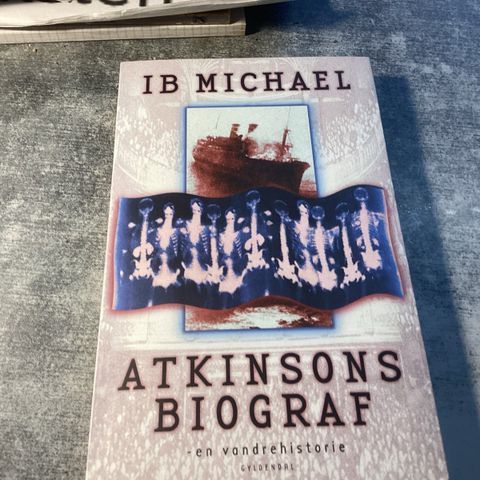 IB MICHAEL
ATKINSONS
BIOGRAF
-en vandrehistorie
GYLDENDAL